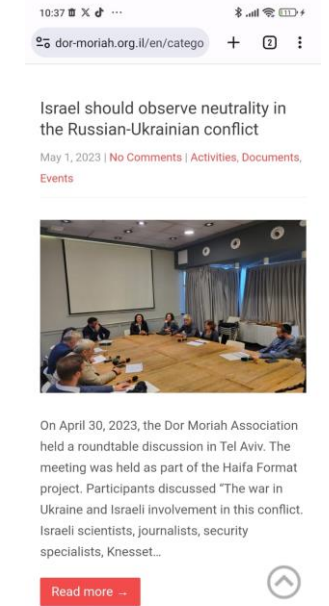 10:37
dor-moriah.org.il/en/catego
2
Israel should observe neutrality in
the Russian-Ukrainian conflict
May 1, 2023 | No Comments | Activities, Documents,
Events
On April 30, 2023, the Dor Moriah Association
held a roundtable discussion in Tel Aviv. The
meeting was held as part of the Haifa Format
project. Participants discussed “The war in
Ukraine and Israeli involvement in this conflict.
Israeli scientists, journalists, security
specialists, Knesset...
Read more →